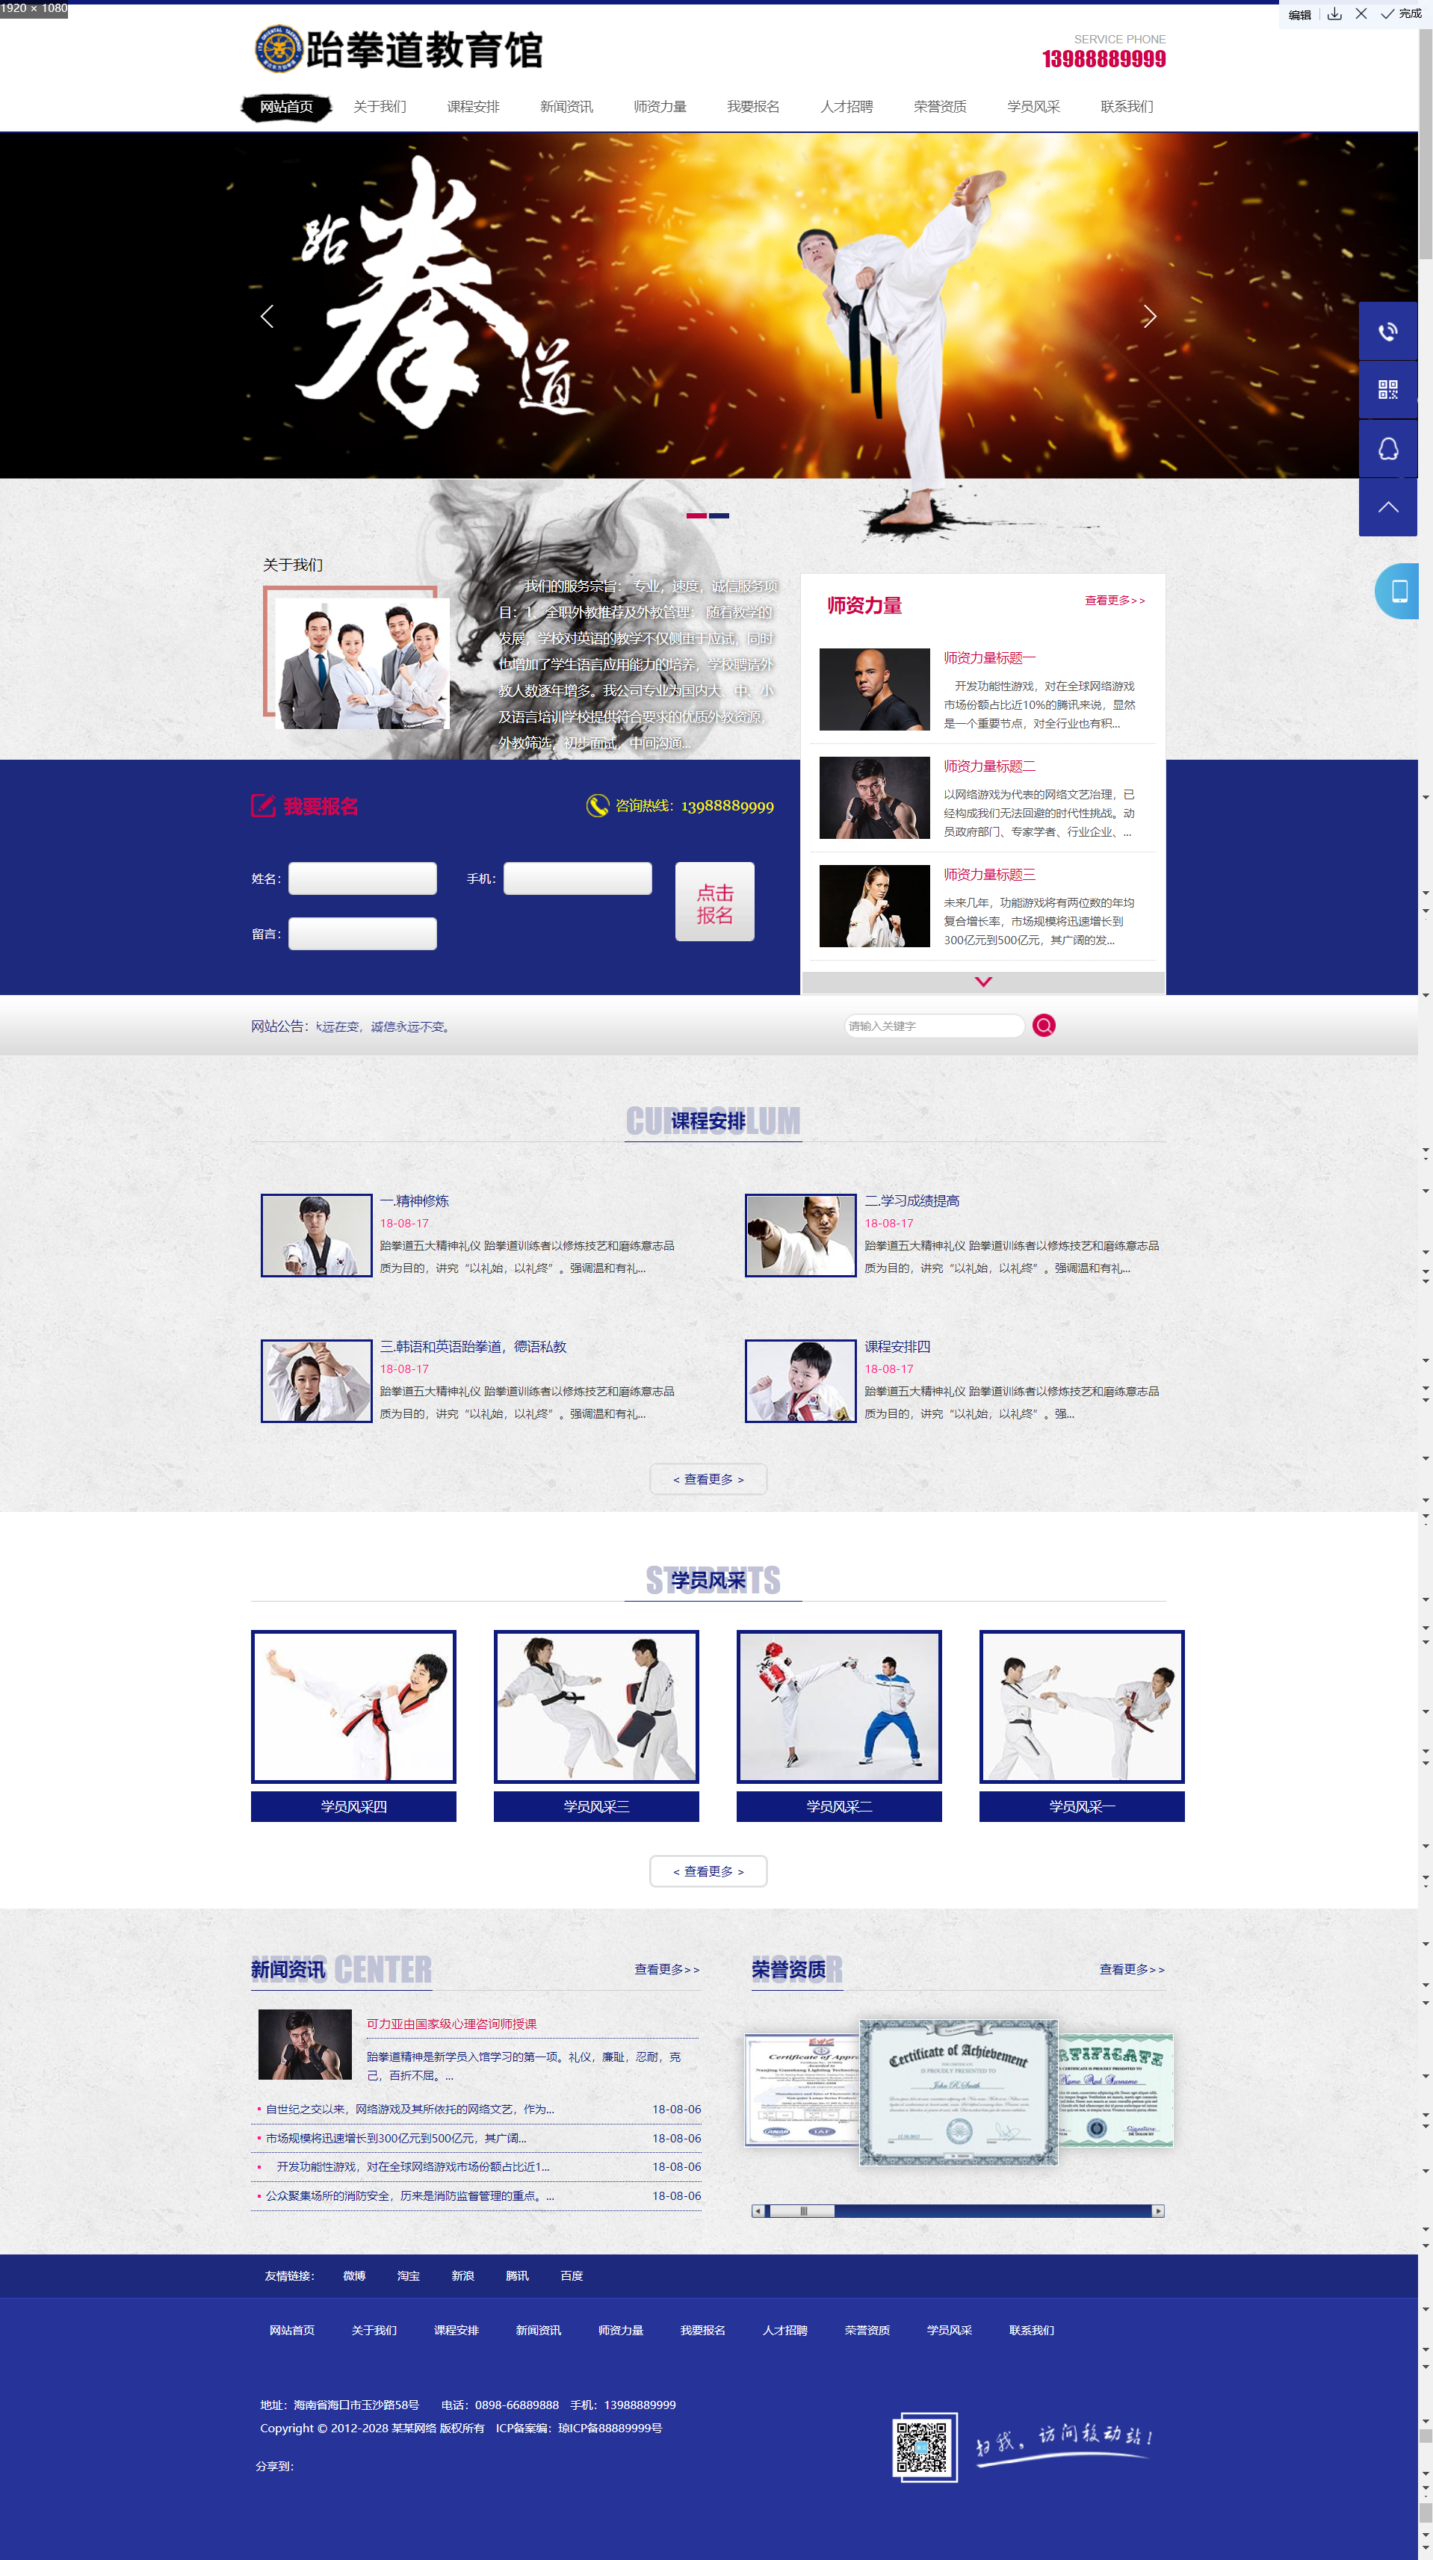 1920 × 1080
编辑
完成
跆拳道教育馆
SERVICE PHONE
13988889999
网站首页 关于我们 课程安排 新闻资讯 师资力量 我要报名 人才招聘 荣誉资质 学员风采 联系我们
跆拳道
关于我们
我们的服务宗旨： 专业，速度，诚信服务项
目：1、全职外教推荐及外教管理： 随着教学的
发展，学校对英语的教学不仅侧重于应试，同时
也增加了学生语言应用能力的培养，学校聘请外
教人数逐年增多。我公司专业为国内大、中、小
及语言培训学校提供符合要求的优质外教资源，
外教筛选，初步面试，中间沟通...
师资力量
查看更多>>
师资力量标题一
开发功能性游戏，对在全球网络游戏
市场份额占比近10%的腾讯来说，显然
是一个重要节点，对全行业也有积...
师资力量标题二
以网络游戏为代表的网络文艺治理，已
经构成我们无法回避的时代性挑战。动
员政府部门、专家学者、行业企业、...
师资力量标题三
未来几年，功能游戏将有两位数的年均
复合增长率，市场规模将迅速增长到
300亿元到500亿元，其广阔的发...
我要报名
咨询热线：13988889999
姓名：
手机：
留言：
点击
报名
网站公告：永远在变，诚信永远不变。
请输入关键字
CURRICULUM
课程安排
一.精神修炼
18-08-17
跆拳道五大精神礼仪 跆拳道训练者以修炼技艺和磨练意志品
质为目的，讲究“以礼始，以礼终”。强调温和有礼...
二.学习成绩提高
18-08-17
跆拳道五大精神礼仪 跆拳道训练者以修炼技艺和磨练意志品
质为目的，讲究“以礼始，以礼终”。强调温和有礼...
三.韩语和英语跆拳道，德语私教
18-08-17
跆拳道五大精神礼仪 跆拳道训练者以修炼技艺和磨练意志品
质为目的，讲究“以礼始，以礼终”。强调温和有礼...
课程安排四
18-08-17
跆拳道五大精神礼仪 跆拳道训练者以修炼技艺和磨练意志品
质为目的，讲究“以礼始，以礼终”。强...
< 查看更多 >
STUDENTS
学员风采
学员风采四
学员风采三
学员风采二
学员风采一
< 查看更多 >
NEWS CENTER
新闻资讯
查看更多>>
可力亚由国家级心理咨询师授课
跆拳道精神是新学员入馆学习的第一项。礼仪，廉耻，忍耐，克
己，百折不屈。...
自世纪之交以来，网络游戏及其所依托的网络文艺，作为... 18-08-06
市场规模将迅速增长到300亿元到500亿元，其广阔... 18-08-06
开发功能性游戏，对在全球网络游戏市场份额占比近1... 18-08-06
公众聚集场所的消防安全，历来是消防监督管理的重点。... 18-08-06
HONOR
荣誉资质
查看更多>>
Certificate of Appro
Certificate of Achievement
IS PROUDLY PRESENTED TO
John R. Smith
RTIFICATE
友情链接： 微博 淘宝 新浪 腾讯 百度
网站首页 关于我们 课程安排 新闻资讯 师资力量 我要报名 人才招聘 荣誉资质 学员风采 联系我们
地址：海南省海口市玉沙路58号 电话：0898-66889888 手机：13988889999
Copyright © 2012-2028 某某网络 版权所有 ICP备案编：琼ICP备88889999号
分享到：
扫我，访问移动站！